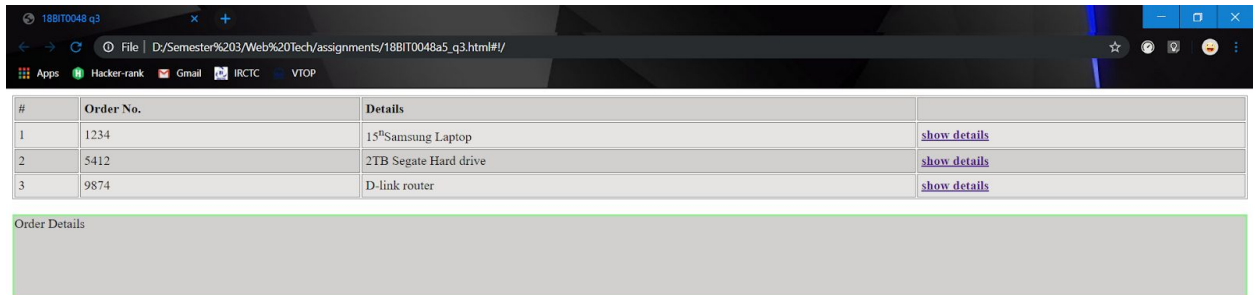 18BIT0048 q3
File | D:/Semester%203/Web%20Tech/assignments/18BIT0048a5_q3.html#!/
Apps Hacker-rank Gmail IRCTC VTOP
# Order No. Details
1 1234 15ⁿSamsung Laptop show details
2 5412 2TB Segate Hard drive show details
3 9874 D-link router show details
Order Details